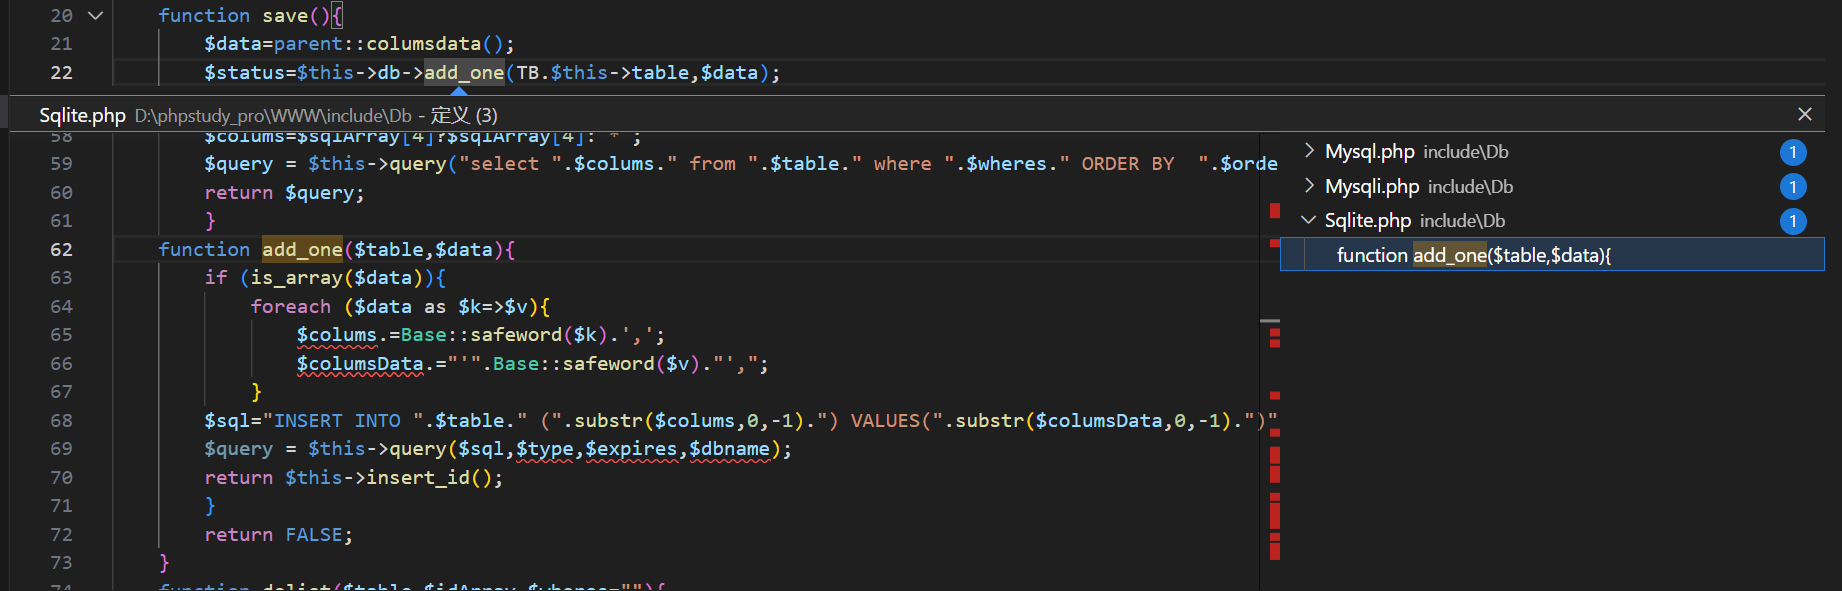 20 function save(){
21 $data=parent::columsdata();
22 $status=$this->db->add_one(TB.$this->table,$data);
Sqlite.php D:\phpstudy_pro\WWW\include\Db - 定义 (3)
58 $colums=$sqlArray[4]?$sqlArray[4]:'*';
59 $query = $this->query("select ".$colums." from ".$table." where ".$wheres." ORDER BY  ".$orde
60 return $query;
61 }
62 function add_one($table,$data){
63 if (is_array($data)){
64 foreach ($data as $k=>$v){
65 $colums.=Base::safeword($k).',';
66 $columsData.="'".Base::safeword($v)."',";
67 }
68 $sql="INSERT INTO ".$table." (".substr($colums,0,-1).") VALUES(".substr($columsData,0,-1).")"
69 $query = $this->query($sql,$type,$expires,$dbname);
70 return $this->insert_id();
71 }
72 return FALSE;
73 }
74 function dolist($table,$idArray,$wheres=""){
Mysql.php include\Db 1
Mysqli.php include\Db 1
Sqlite.php include\Db 1
function add_one($table,$data){